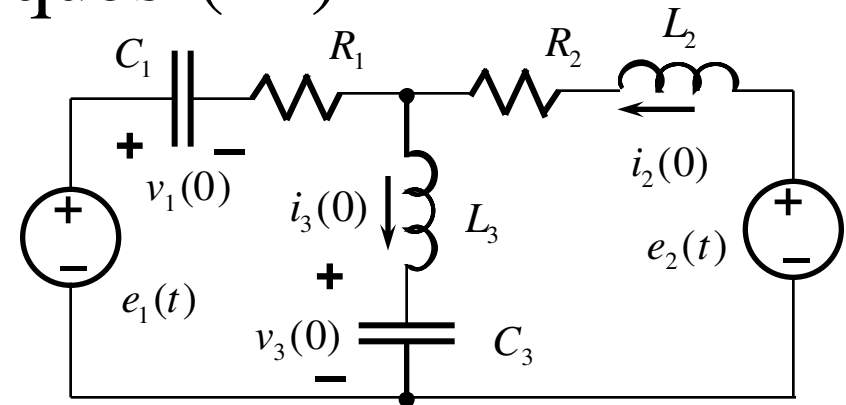 C₁
R₁
R₂
L₂
+ −
v₁(0)
i₃(0)
L₃
i₂(0)
+
−
e₁(t)
+
−
e₂(t)
+
v₃(0)
−
C₃